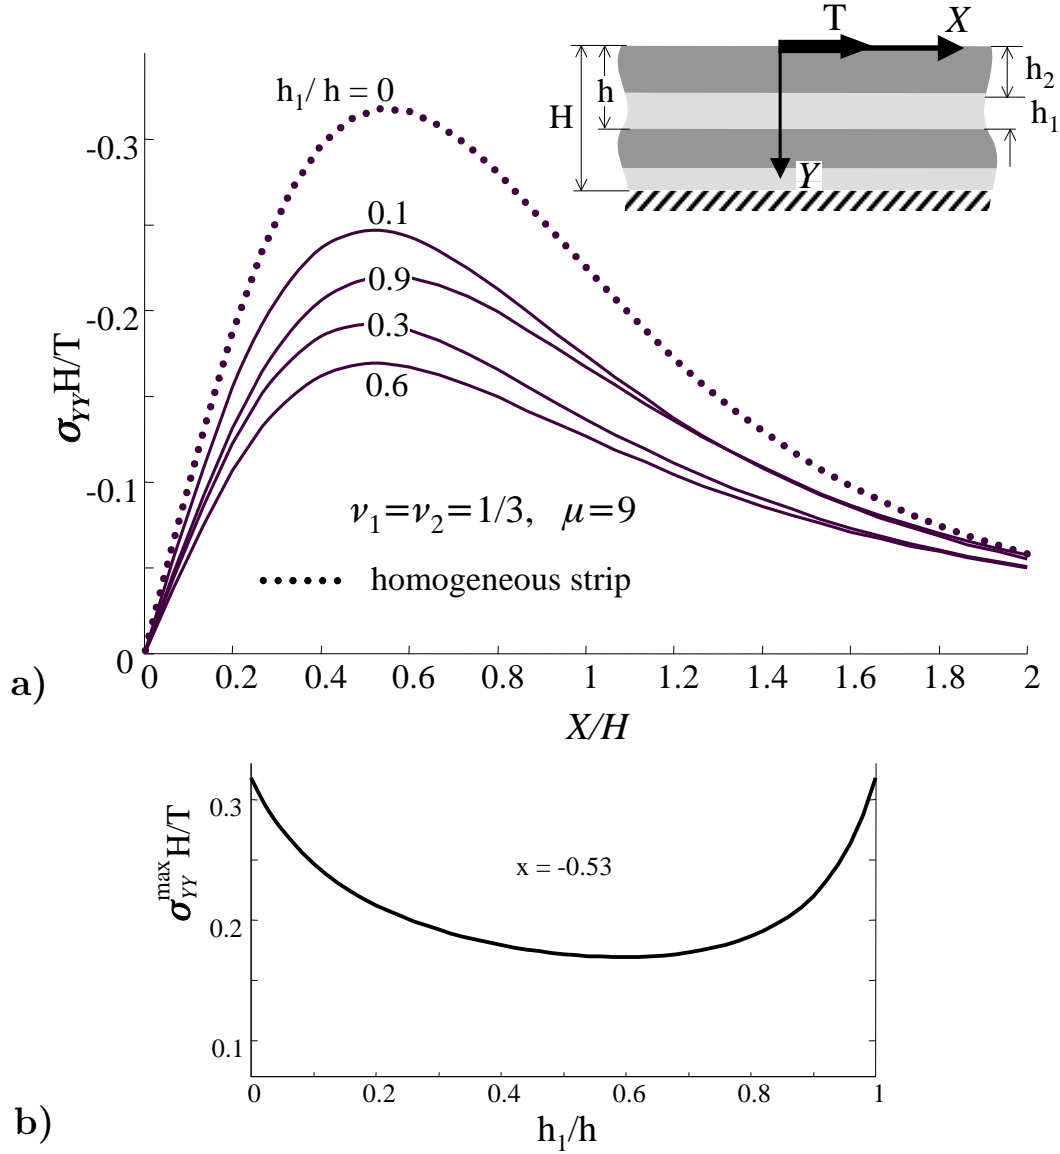 T
X
h₂
h
H
h₁
Y
h₁/ h = 0
-0.3
0.1
0.9
-0.2
0.3
0.6
σ_YY H/T
-0.1
ν₁=ν₂=1/3, μ=9
homogeneous strip
0
0 0.2 0.4 0.6 0.8 1 1.2 1.4 1.6 1.8 2
a)
X/H
0.3
σ_YY^max H/T
x = -0.53
0.2
0.1
0 0.2 0.4 0.6 0.8 1
b)
h₁/h